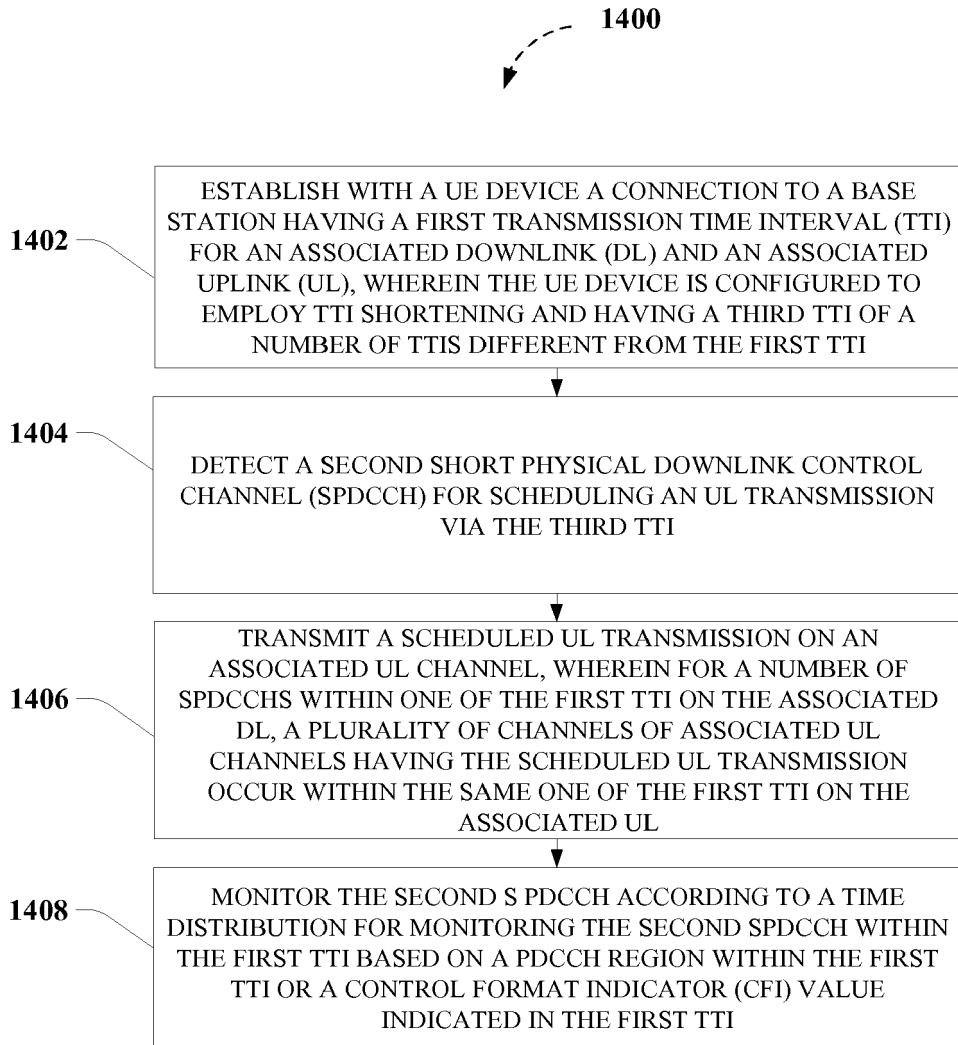 1400
1402
ESTABLISH WITH A UE DEVICE A CONNECTION TO A BASE
STATION HAVING A FIRST TRANSMISSION TIME INTERVAL (TTI)
FOR AN ASSOCIATED DOWNLINK (DL) AND AN ASSOCIATED
UPLINK (UL), WHEREIN THE UE DEVICE IS CONFIGURED TO
EMPLOY TTI SHORTENING AND HAVING A THIRD TTI OF A
NUMBER OF TTIS DIFFERENT FROM THE FIRST TTI
1404
DETECT A SECOND SHORT PHYSICAL DOWNLINK CONTROL
CHANNEL (SPDCCH) FOR SCHEDULING AN UL TRANSMISSION
VIA THE THIRD TTI
1406
TRANSMIT A SCHEDULED UL TRANSMISSION ON AN
ASSOCIATED UL CHANNEL, WHEREIN FOR A NUMBER OF
SPDCCHS WITHIN ONE OF THE FIRST TTI ON THE ASSOCIATED
DL, A PLURALITY OF CHANNELS OF ASSOCIATED UL
CHANNELS HAVING THE SCHEDULED UL TRANSMISSION
OCCUR WITHIN THE SAME ONE OF THE FIRST TTI ON THE
ASSOCIATED UL
1408
MONITOR THE SECOND S PDCCH ACCORDING TO A TIME
DISTRIBUTION FOR MONITORING THE SECOND SPDCCH WITHIN
THE FIRST TTI BASED ON A PDCCH REGION WITHIN THE FIRST
TTI OR A CONTROL FORMAT INDICATOR (CFI) VALUE
INDICATED IN THE FIRST TTI